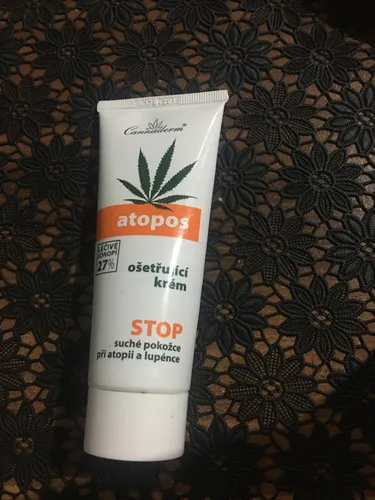 Cannaderm®
atopos
LÉČIVÉ
KONOPÍ
27%
ošetřující
krém
STOP
suché pokožce
při atopii a lupénce